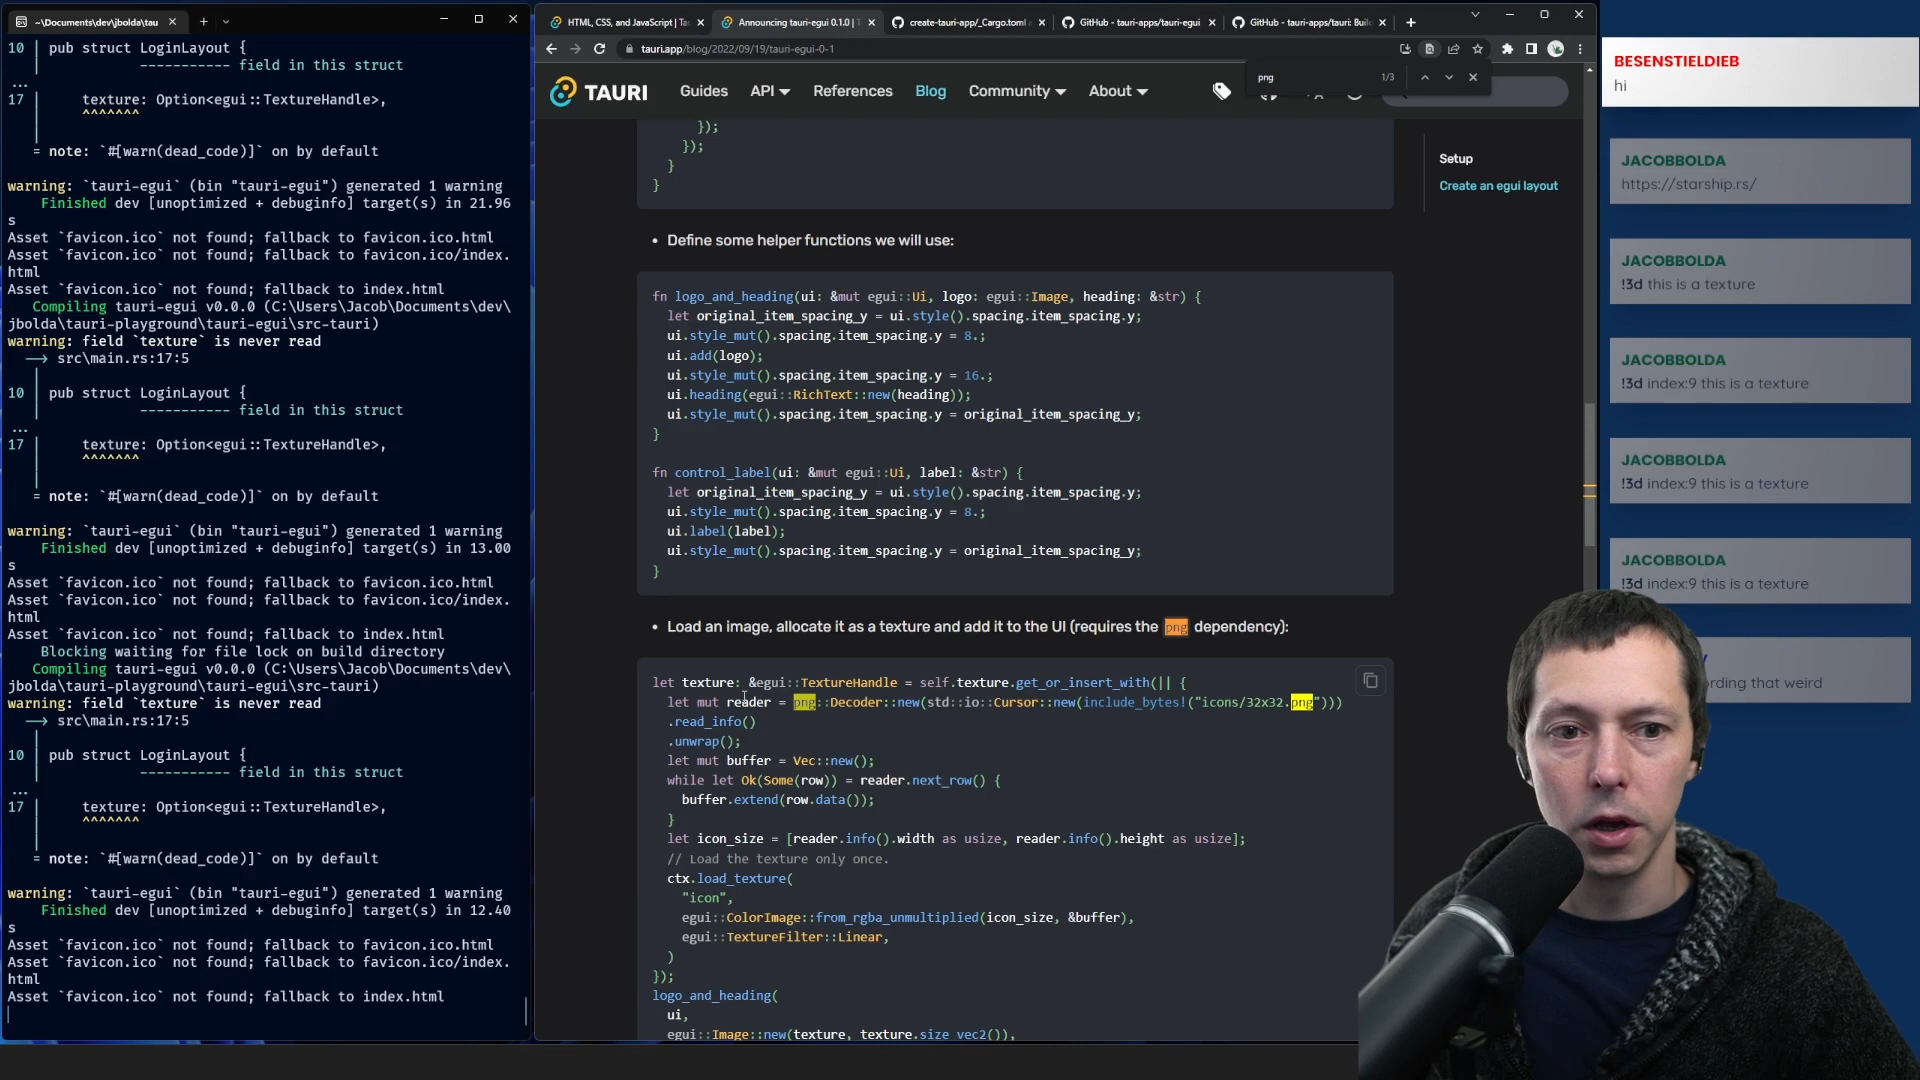 ~\Documents\dev\jbolda\tau
10 | pub struct LoginLayout {
| ----------- field in this struct
...
17 | texture: Option<egui::TextureHandle>,
| ^^^^^^^
|
= note: `#[warn(dead_code)]` on by default
warning: `tauri-egui` (bin "tauri-egui") generated 1 warning
Finished dev [unoptimized + debuginfo] target(s) in 21.96
s
Asset `favicon.ico` not found; fallback to favicon.ico.html
Asset `favicon.ico` not found; fallback to favicon.ico/index.
html
Asset `favicon.ico` not found; fallback to index.html
Compiling tauri-egui v0.0.0 (C:\Users\Jacob\Documents\dev\
jbolda\tauri-playground\tauri-egui\src-tauri)
warning: field `texture` is never read
--> src\main.rs:17:5
|
10 | pub struct LoginLayout {
| ----------- field in this struct
...
17 | texture: Option<egui::TextureHandle>,
| ^^^^^^^
|
= note: `#[warn(dead_code)]` on by default
warning: `tauri-egui` (bin "tauri-egui") generated 1 warning
Finished dev [unoptimized + debuginfo] target(s) in 13.00
s
Asset `favicon.ico` not found; fallback to favicon.ico.html
Asset `favicon.ico` not found; fallback to favicon.ico/index.
html
Asset `favicon.ico` not found; fallback to index.html
Blocking waiting for file lock on build directory
Compiling tauri-egui v0.0.0 (C:\Users\Jacob\Documents\dev\
jbolda\tauri-playground\tauri-egui\src-tauri)
warning: field `texture` is never read
--> src\main.rs:17:5
|
10 | pub struct LoginLayout {
| ----------- field in this struct
...
17 | texture: Option<egui::TextureHandle>,
| ^^^^^^^
|
= note: `#[warn(dead_code)]` on by default
warning: `tauri-egui` (bin "tauri-egui") generated 1 warning
Finished dev [unoptimized + debuginfo] target(s) in 12.40
s
Asset `favicon.ico` not found; fallback to favicon.ico.html
Asset `favicon.ico` not found; fallback to favicon.ico/index.
html
Asset `favicon.ico` not found; fallback to index.html
HTML, CSS, and JavaScript | Tau
Announcing tauri-egui 0.1.0 | T
create-tauri-app/_Cargo.toml
GitHub - tauri-apps/tauri-egui
GitHub - tauri-apps/tauri: Buil
tauri.app/blog/2022/09/19/tauri-egui-0-1
png 1/3
TAURI Guides API References Blog Community About
});
});
}
}
Setup
Create an egui layout
• Define some helper functions we will use:
fn logo_and_heading(ui: &mut egui::Ui, logo: egui::Image, heading: &str) {
let original_item_spacing_y = ui.style().spacing.item_spacing.y;
ui.style_mut().spacing.item_spacing.y = 8.;
ui.add(logo);
ui.style_mut().spacing.item_spacing.y = 16.;
ui.heading(egui::RichText::new(heading));
ui.style_mut().spacing.item_spacing.y = original_item_spacing_y;
}
fn control_label(ui: &mut egui::Ui, label: &str) {
let original_item_spacing_y = ui.style().spacing.item_spacing.y;
ui.style_mut().spacing.item_spacing.y = 8.;
ui.label(label);
ui.style_mut().spacing.item_spacing.y = original_item_spacing_y;
}
• Load an image, allocate it as a texture and add it to the UI (requires the png dependency):
let texture: &egui::TextureHandle = self.texture.get_or_insert_with(|| {
let mut reader = png::Decoder::new(std::io::Cursor::new(include_bytes!("icons/32x32.png")))
.read_info()
.unwrap();
let mut buffer = Vec::new();
while let Ok(Some(row)) = reader.next_row() {
buffer.extend(row.data());
}
let icon_size = [reader.info().width as usize, reader.info().height as usize];
// Load the texture only once.
ctx.load_texture(
"icon",
egui::ColorImage::from_rgba_unmultiplied(icon_size, &buffer),
egui::TextureFilter::Linear,
)
});
logo_and_heading(
ui,
egui::Image::new(texture, texture.size_vec2()),
BESENSTIELDIEB
hi
JACOBBOLDA
https://starship.rs/
JACOBBOLDA
!3d this is a texture
JACOBBOLDA
!3d index:9 this is a texture
JACOBBOLDA
!3d index:9 this is a texture
JACOBBOLDA
!3d index:9 this is a texture
rding that weird